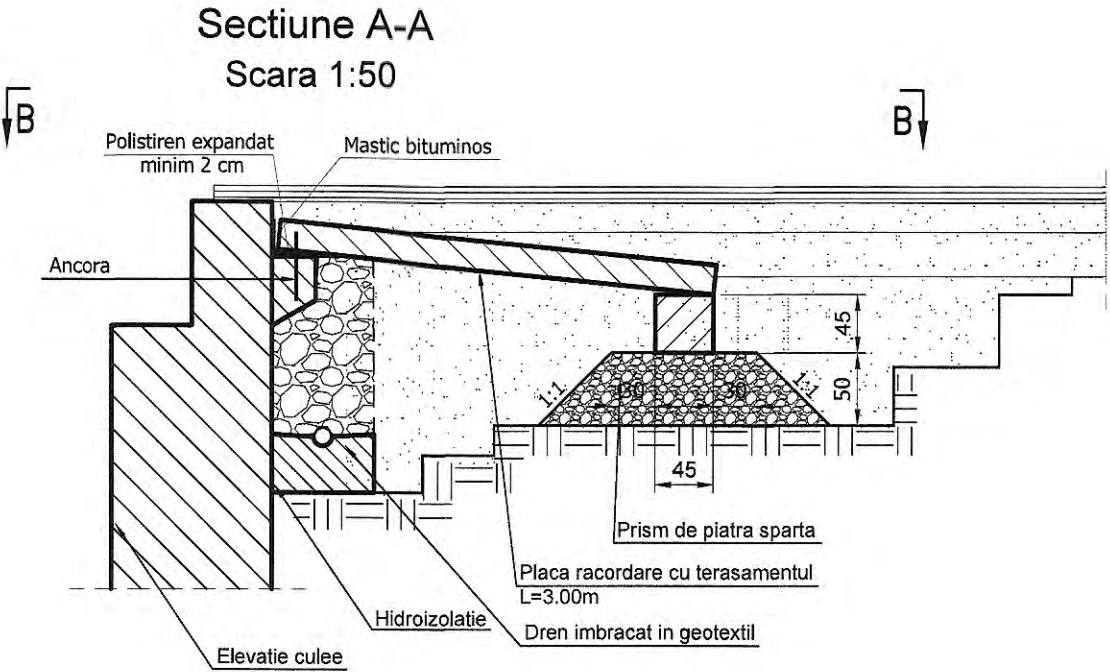 Sectiune A-A
Scara 1:50
B
B
Polistiren expandat
minim 2 cm
Mastic bituminos
Ancora
45
1:1
30
30
1:1
50
45
Prism de piatra sparta
Placa racordare cu terasamentul
L=3.00m
Hidroizolatie
Dren imbracat in geotextil
Elevatie culee